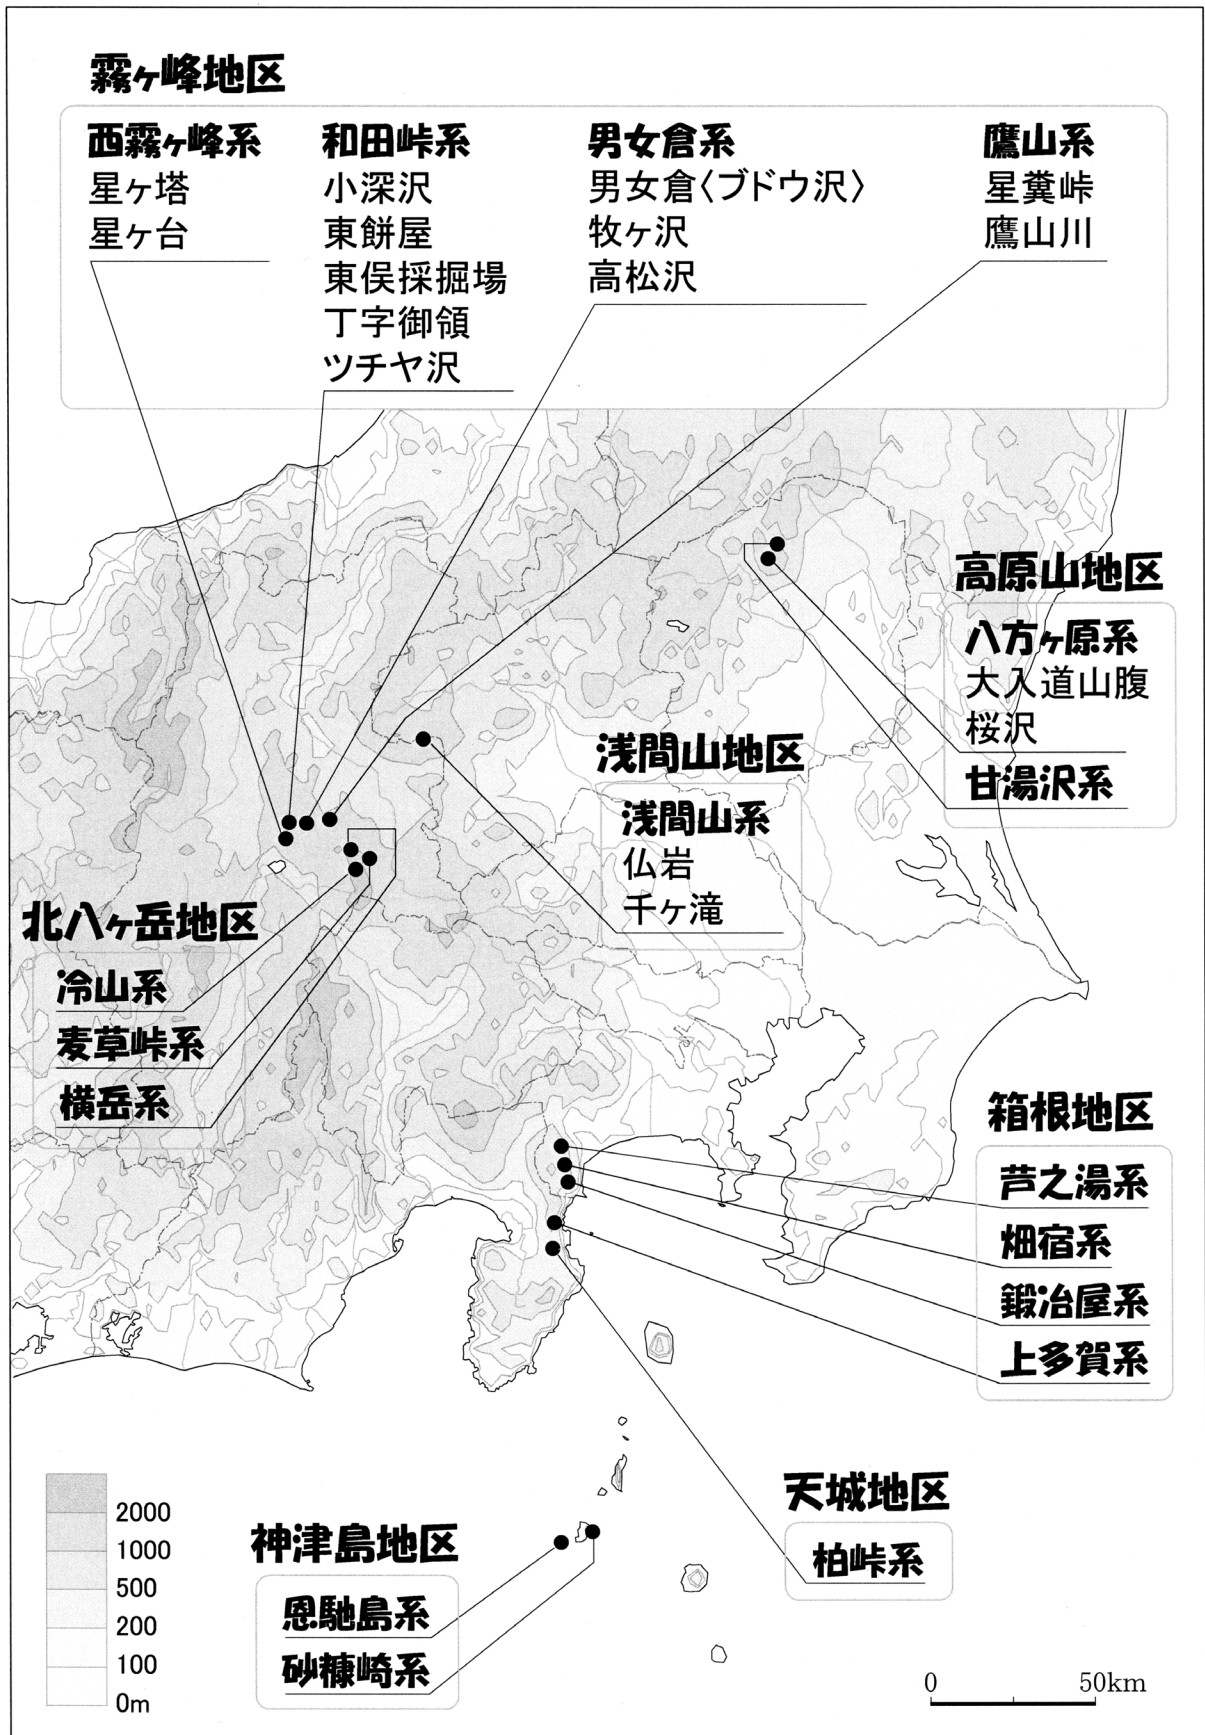 霧ヶ峰地区
西霧ヶ峰系
星ヶ塔
星ヶ台
和田峠系
小深沢
東餅屋
東俣採掘場
丁字御領
ツチヤ沢
男女倉系
男女倉〈ブドウ沢〉
牧ヶ沢
高松沢
鷹山系
星糞峠
鷹山川
高原山地区
八方ヶ原系
大入道山腹
桜沢
甘湯沢系
浅間山地区
浅間山系
仏岩
千ヶ滝
北八ヶ岳地区
冷山系
麦草峠系
横岳系
箱根地区
芦之湯系
畑宿系
鍛冶屋系
上多賀系
天城地区
柏峠系
神津島地区
恩馳島系
砂糠崎系
2000
1000
500
200
100
0m
0 50km